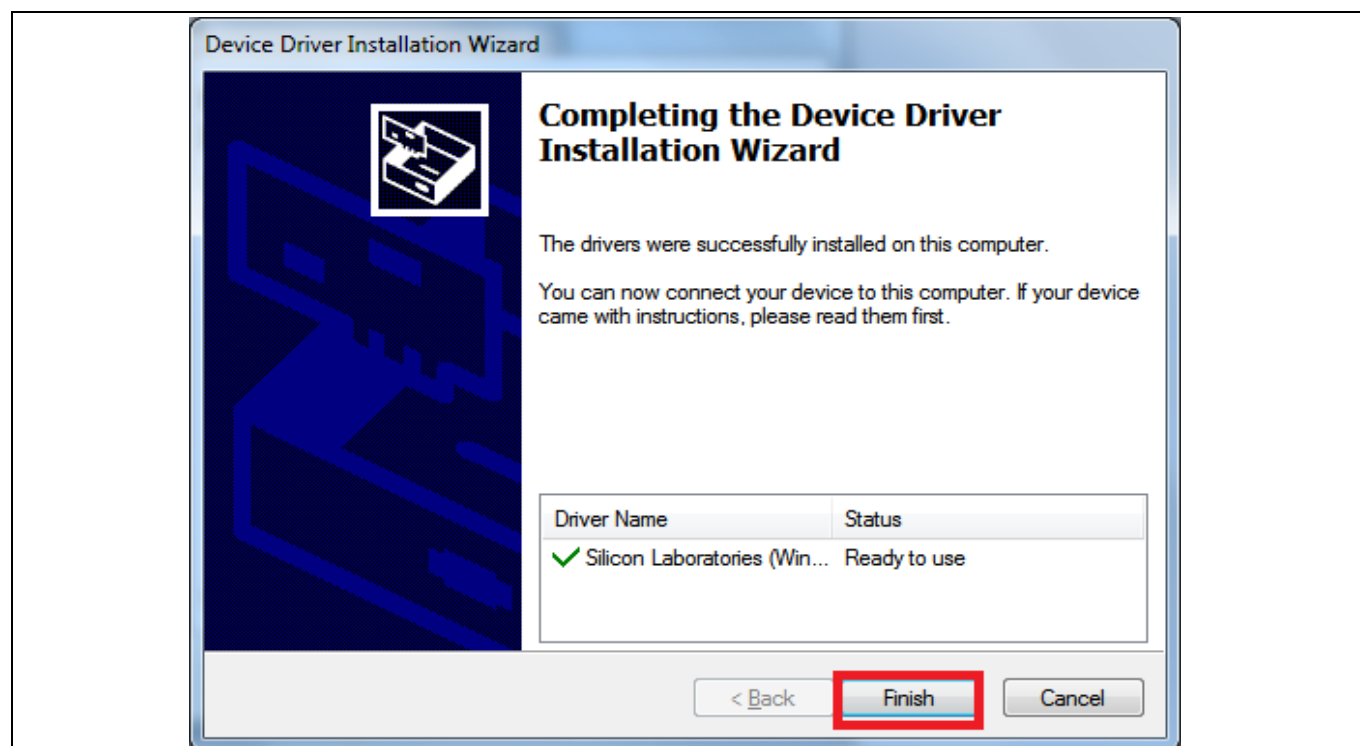 Device Driver Installation Wizard
Completing the Device Driver
Installation Wizard
The drivers were successfully installed on this computer.
You can now connect your device to this computer. If your device
came with instructions, please read them first.
Driver Name Status
Silicon Laboratories (Win... Ready to use
< Back Finish Cancel